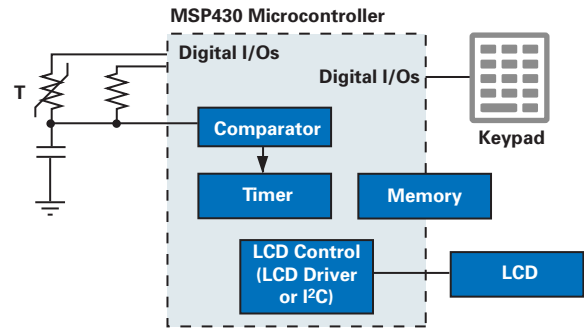 MSP430 Microcontroller
Digital I/Os
Digital I/Os
T
Keypad
Comparator
Timer
Memory
LCD Control
(LCD Driver
or I²C)
LCD